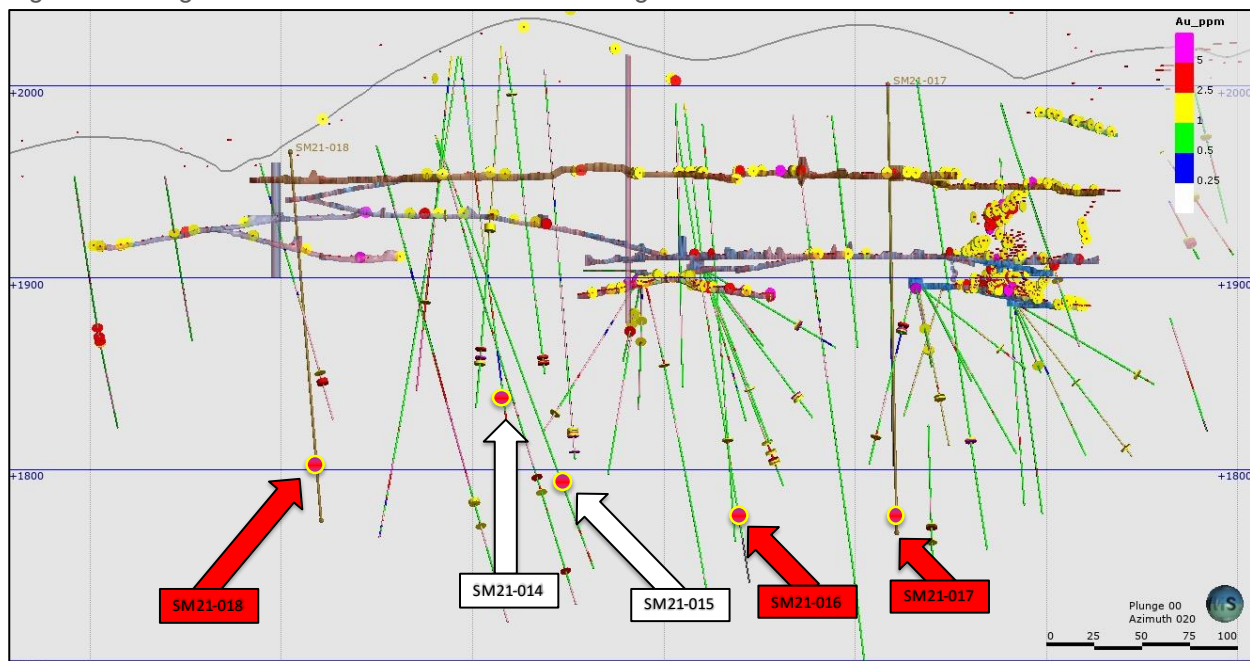 Au_ppm
5
2.5
1
0.5
0.25
+2000
+2000
SM21-017
SM21-018
+1900
+1900
+1800
+1800
SM21-018
SM21-014
SM21-015
SM21-016
SM21-017
Plunge 00
Azimuth 020
0 25 50 75 100